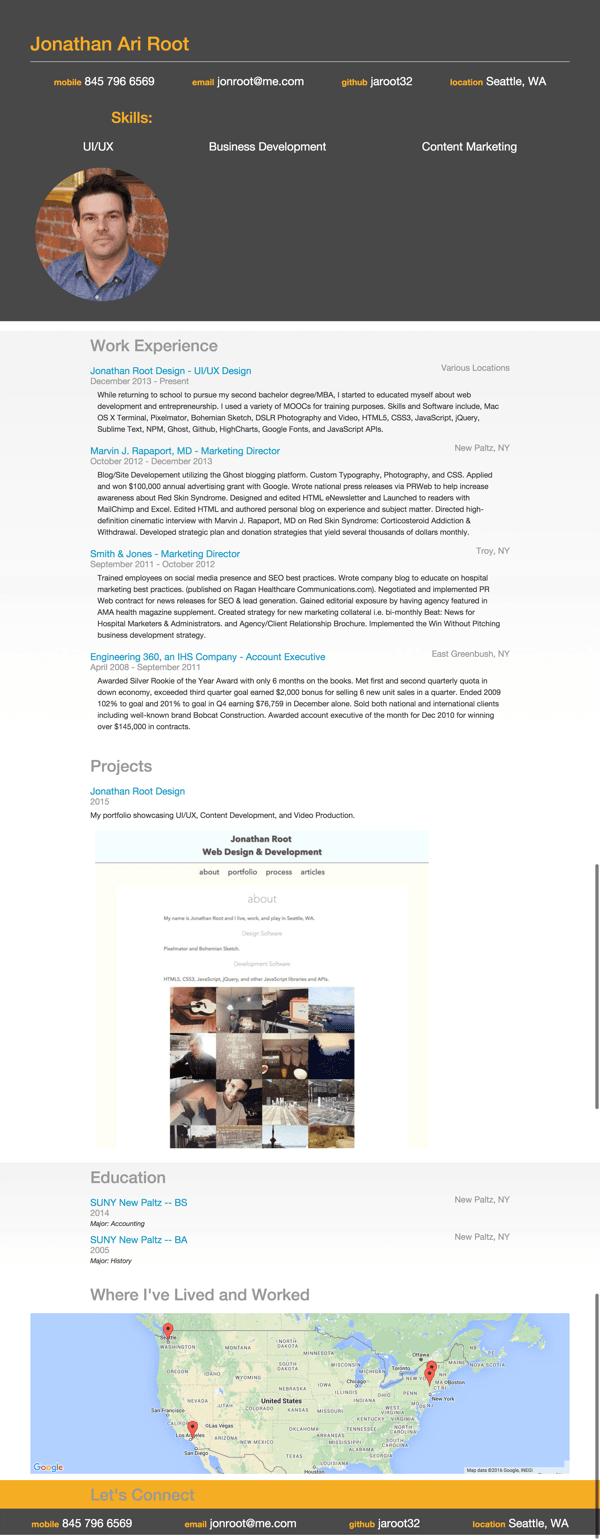 Jonathan Ari Root
mobile 845 796 6569 email jonroot@me.com github jaroot32 location Seattle, WA
Skills:
UI/UX Business Development Content Marketing
Work Experience
Jonathan Root Design - UI/UX Design Various Locations
December 2013 - Present
While returning to school to pursue my second bachelor degree/MBA, I started to educated myself about web
development and entrepreneurship. I used a variety of MOOCs for training purposes. Skills and Software include, Mac
OS X Terminal, Pixelmator, Bohemian Sketch, DSLR Photography and Video, HTML5, CSS3, JavaScript, jQuery,
Sublime Text, NPM, Ghost, Github, HighCharts, Google Fonts, and JavaScript APIs.
Marvin J. Rapaport, MD - Marketing Director New Paltz, NY
October 2012 - December 2013
Blog/Site Developement utilizing the Ghost blogging platform. Custom Typography, Photography, and CSS. Applied
and won $100,000 annual advertising grant with Google. Wrote national press releases via PRWeb to help increase
awareness about Red Skin Syndrome. Designed and edited HTML eNewsletter and Launched to readers with
MailChimp and Excel. Edited HTML and authored personal blog on experience and subject matter. Directed high-
definition cinematic interview with Marvin J. Rapaport, MD on Red Skin Syndrome: Corticosteroid Addiction &
Withdrawal. Developed strategic plan and donation strategies that yield several thousands of dollars monthly.
Smith & Jones - Marketing Director Troy, NY
September 2011 - October 2012
Trained employees on social media presence and SEO best practices. Wrote company blog to educate on hospital
marketing best practices. (published on Ragan Healthcare Communications.com). Negotiated and implemented PR
Web contract for news releases for SEO & lead generation. Gained editorial exposure by having agency featured in
AMA health magazine supplement. Created strategy for new marketing collateral i.e. bi-monthly Beat: News for
Hospital Marketers & Administrators. and Agency/Client Relationship Brochure. Implemented the Win Without Pitching
business development strategy.
Engineering 360, an IHS Company - Account Executive East Greenbush, NY
April 2008 - September 2011
Awarded Silver Rookie of the Year Award with only 6 months on the books. Met first and second quarterly quota in
down economy, exceeded third quarter goal earned $2,000 bonus for selling 6 new unit sales in a quarter. Ended 2009
102% to goal and 201% to goal in Q4 earning $76,759 in December alone. Sold both national and international clients
including well-known brand Bobcat Construction. Awarded account executive of the month for Dec 2010 for winning
over $145,000 in contracts.
Projects
Jonathan Root Design
2015
My portfolio showcasing UI/UX, Content Development, and Video Production.
Jonathan Root
Web Design & Development
about portfolio process articles
about
My name is Jonathan Root and I live, work, and play in Seattle, WA.
Design Software
Pixelmator and Bohemian Sketch.
Development Software
HTML5, CSS3, JavaScript, jQuery, and other JavaScript libraries and APIs.
Education
SUNY New Paltz -- BS New Paltz, NY
2014
Major: Accounting
SUNY New Paltz -- BA New Paltz, NY
2005
Major: History
Where I've Lived and Worked
Seattle
WASHINGTON
MONTANA
NORTH DAKOTA
MINNESOTA
Ottawa
MAINE
NOVA SCOTIA
OREGON
IDAHO
SOUTH DAKOTA
WISCONSIN
MICHIGAN
Toronto
WYOMING
Chicago
Boston
NEBRASKA
IOWA
New York
NEVADA
United States
ILLINOIS
INDIANA
San Francisco
COLORADO
KANSAS
MISSOURI
WEST VIRGINIA
KENTUCKY
VIRGINIA
Las Vegas
OKLAHOMA
TENNESSEE
NORTH CAROLINA
Los Angeles
ARIZONA
NEW MEXICO
ARKANSAS
SOUTH CAROLINA
San Diego
MISSISSIPPI
ALABAMA
TEXAS
GEORGIA
Houston
Google
Map data ©2016 Google, INEGI
Let's Connect
mobile 845 796 6569 email jonroot@me.com github jaroot32 location Seattle, WA